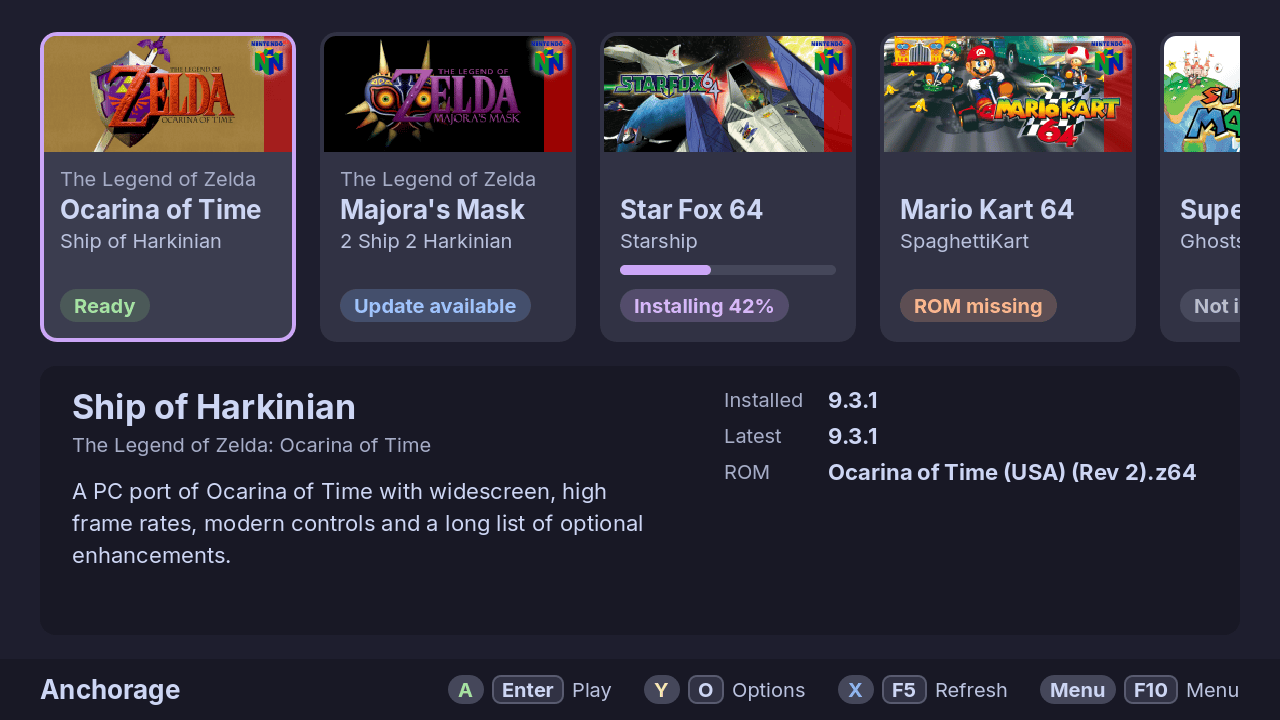 NINTENDO
THE LEGEND OF
ZELDA
OCARINA OF TIME
The Legend of Zelda
Ocarina of Time
Ship of Harkinian
Ready
NINTENDO
THE LEGEND OF
ZELDA
MAJORA'S MASK
The Legend of Zelda
Majora's Mask
2 Ship 2 Harkinian
Update available
NINTENDO
STARFOX 64
Star Fox 64
Starship
Installing 42%
NINTENDO
MARIO KART
64
Mario Kart 64
SpaghettiKart
ROM missing
Ship of Harkinian
The Legend of Zelda: Ocarina of Time
A PC port of Ocarina of Time with widescreen, high
frame rates, modern controls and a long list of optional
enhancements.
Installed 9.3.1
Latest 9.3.1
ROM Ocarina of Time (USA) (Rev 2).z64
Anchorage
A Enter Play
Y O Options
X F5 Refresh
Menu F10 Menu